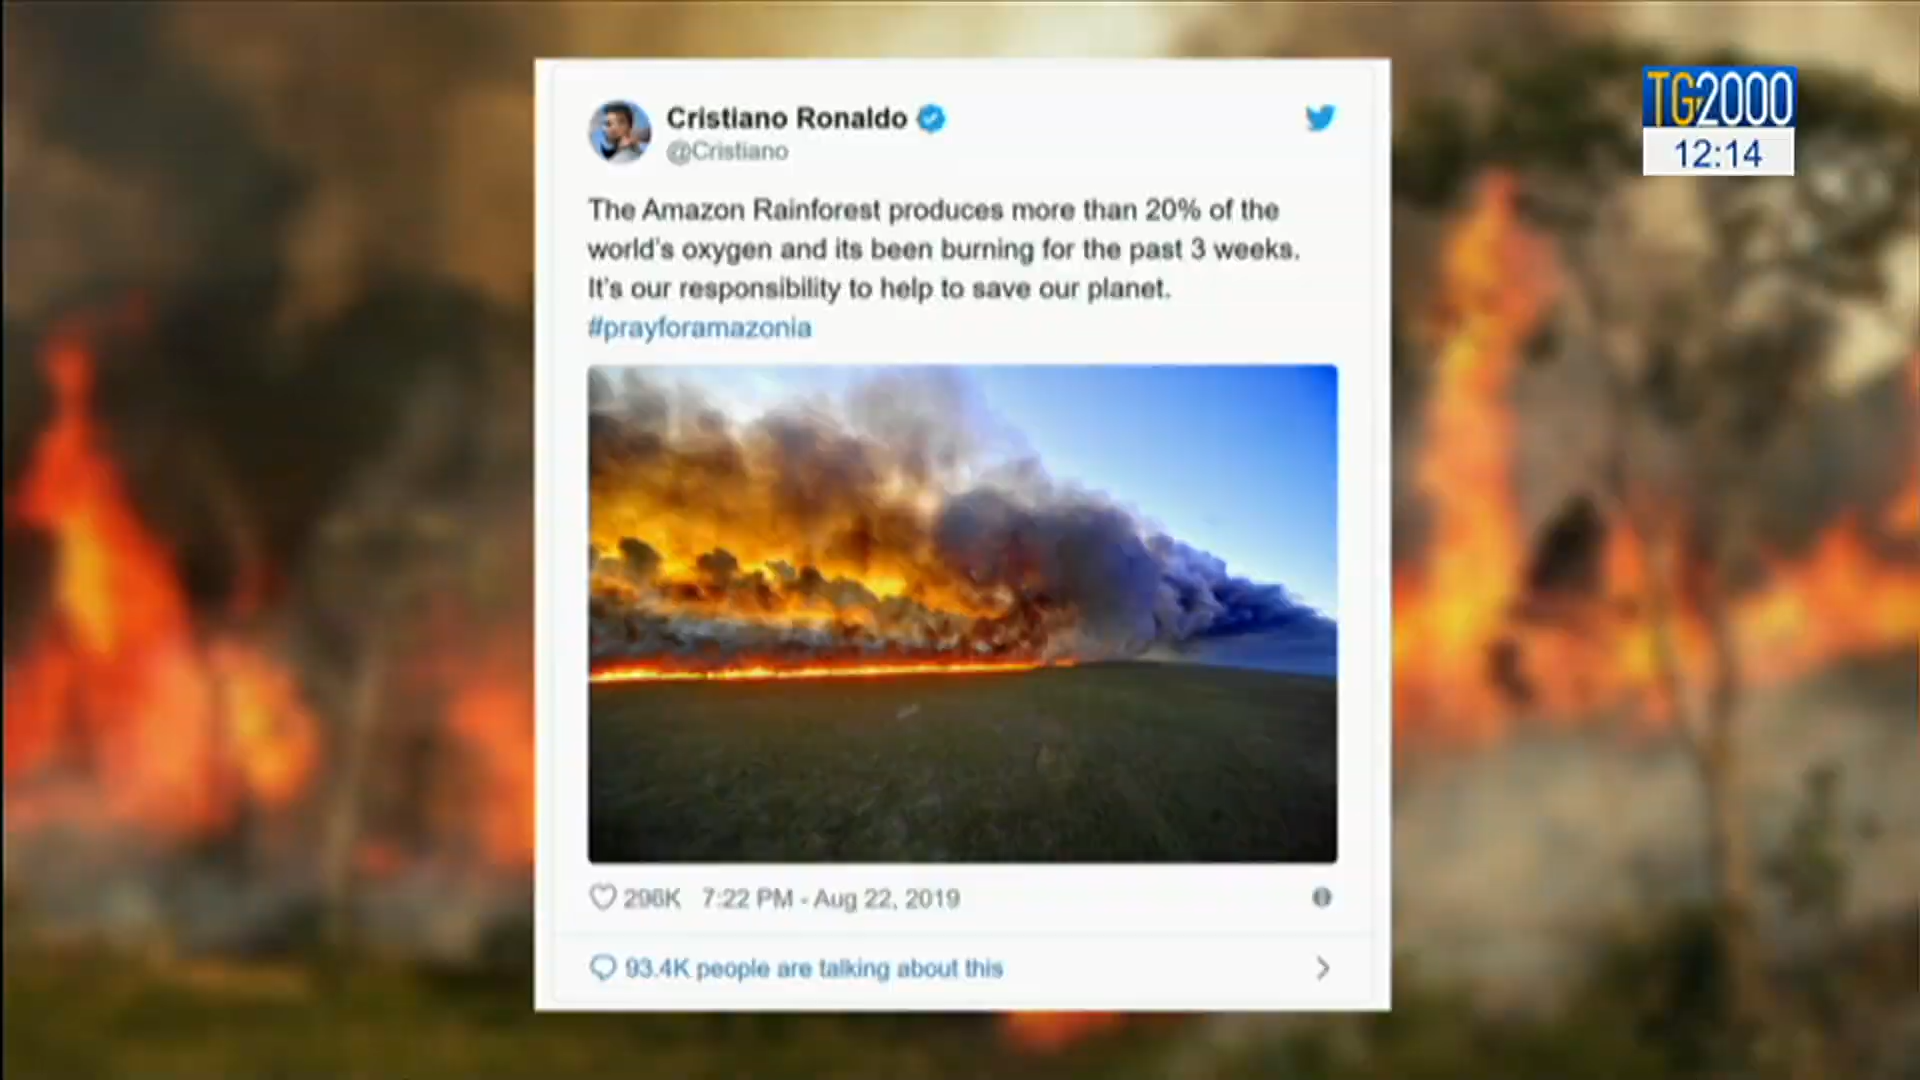 TG2000
12:14
Cristiano Ronaldo
@Cristiano
The Amazon Rainforest produces more than 20% of the
world's oxygen and its been burning for the past 3 weeks.
It's our responsibility to help to save our planet.
#prayforamazonia
296K 7:22 PM - Aug 22, 2019
93.4K people are talking about this